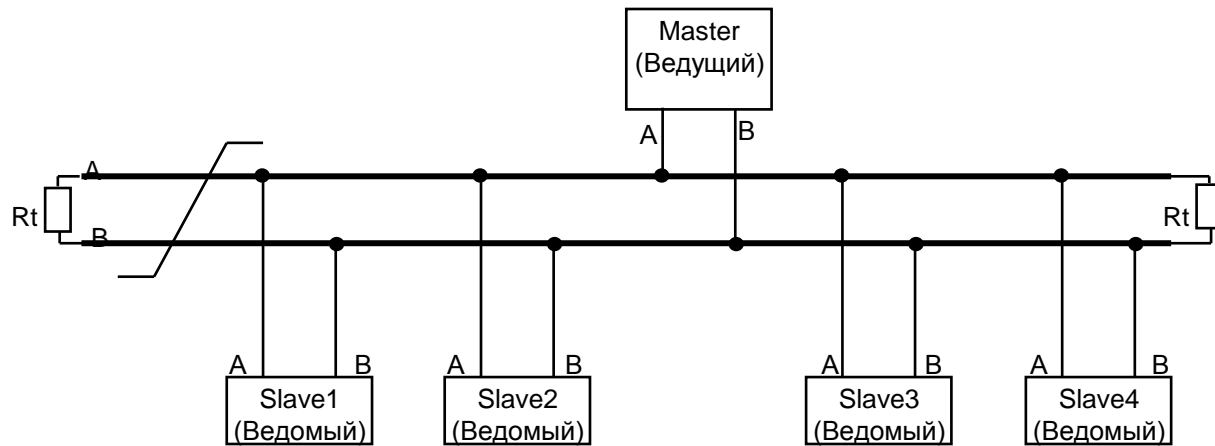 Master
(Ведущий)
A
B
A
Rt
Rt
B
A
B
A
B
A
B
A
B
Slave1
(Ведомый)
Slave2
(Ведомый)
Slave3
(Ведомый)
Slave4
(Ведомый)